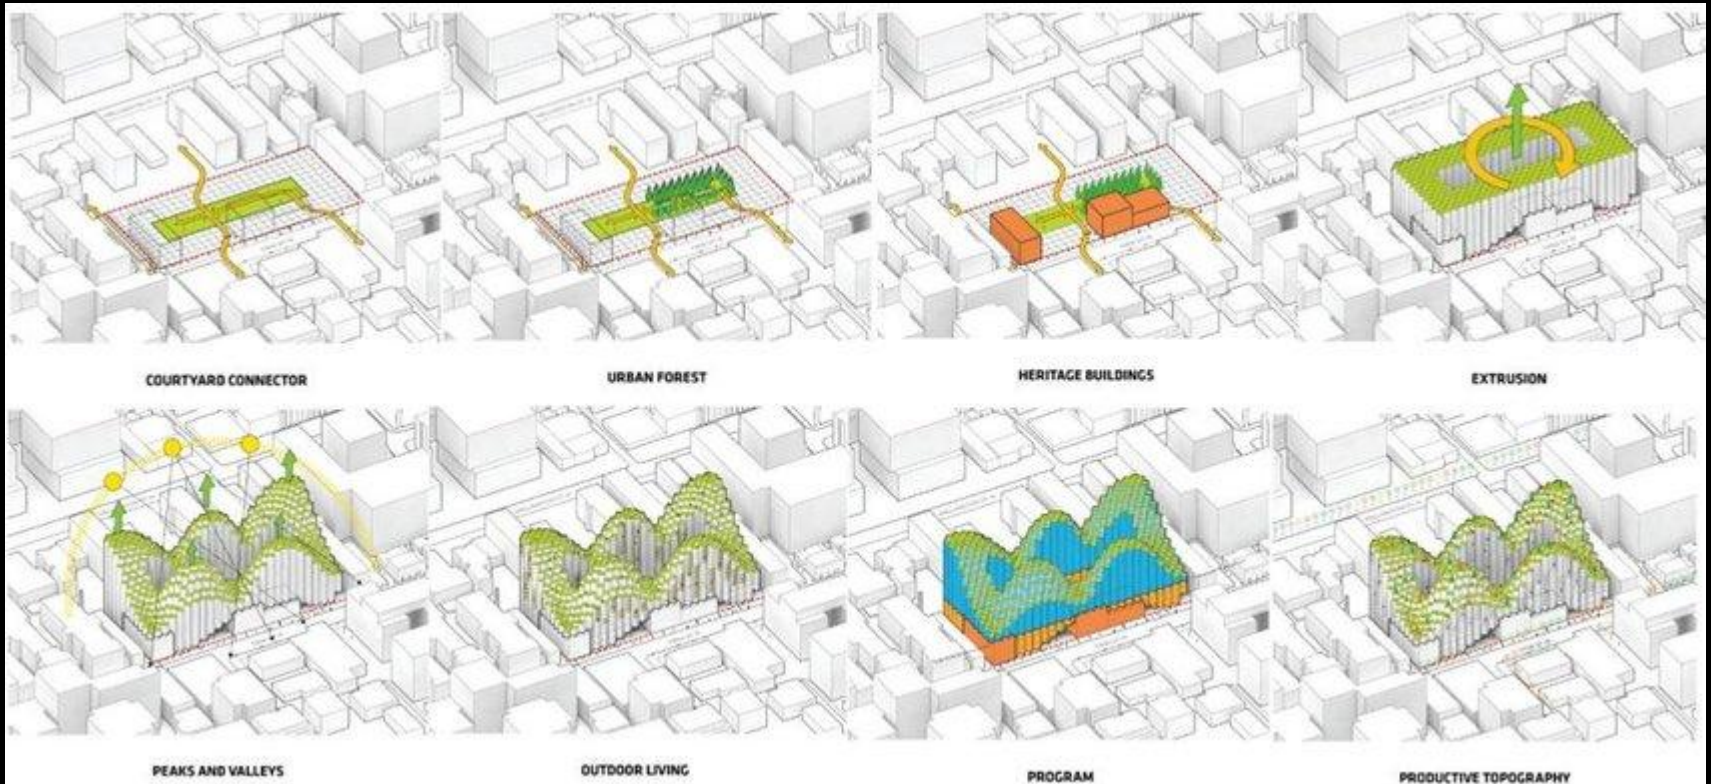 COURTYARD CONNECTOR
URBAN FOREST
HERITAGE BUILDINGS
EXTRUSION
PEAKS AND VALLEYS
OUTDOOR LIVING
PROGRAM
PRODUCTIVE TOPOGRAPHY